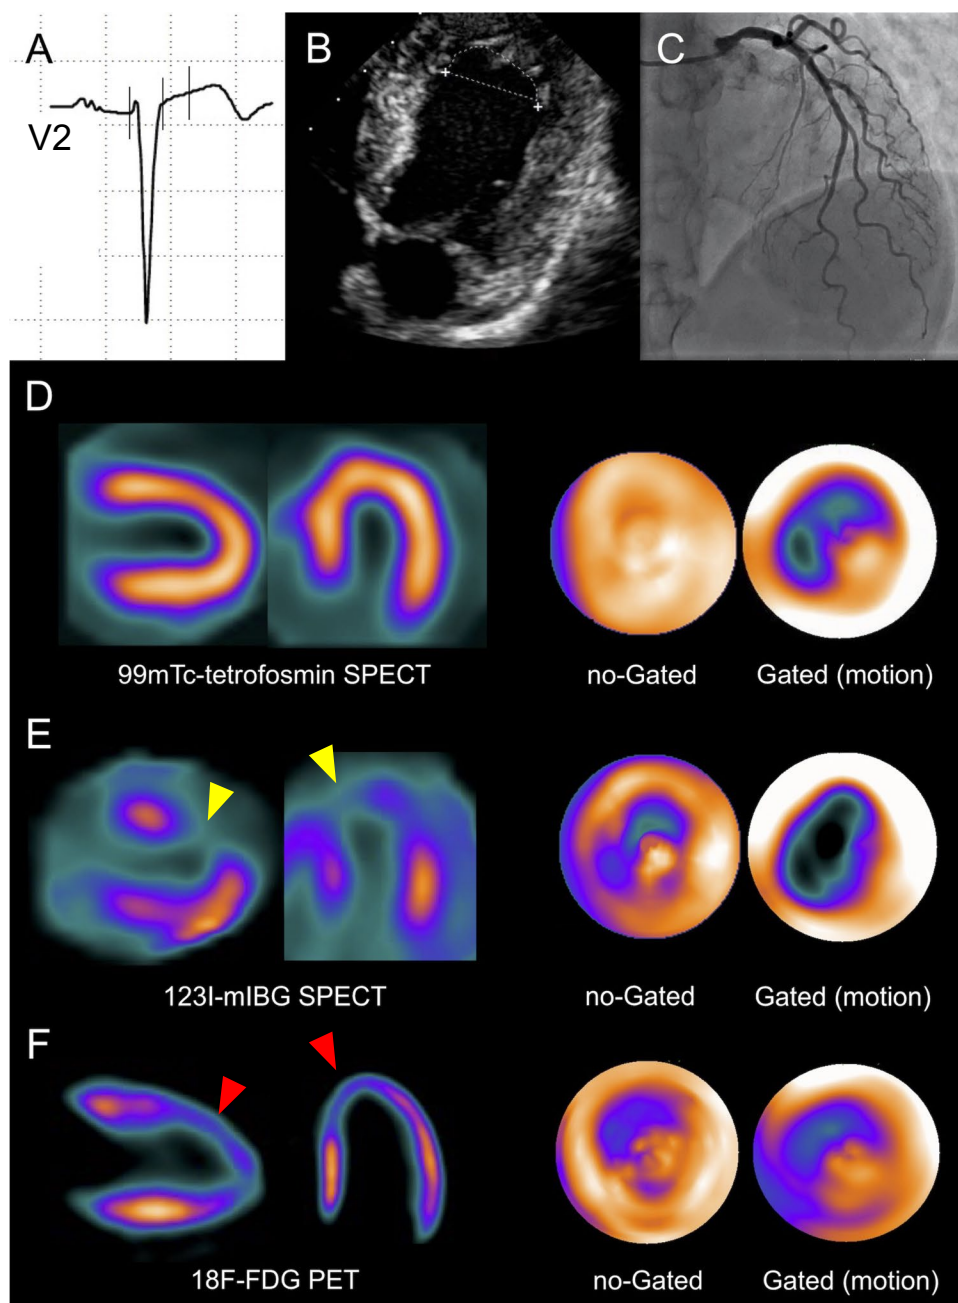 A
V2
B
C
D
99mTc-tetrofosmin SPECT
no-Gated
Gated (motion)
E
123I-mIBG SPECT
no-Gated
Gated (motion)
F
18F-FDG PET
no-Gated
Gated (motion)